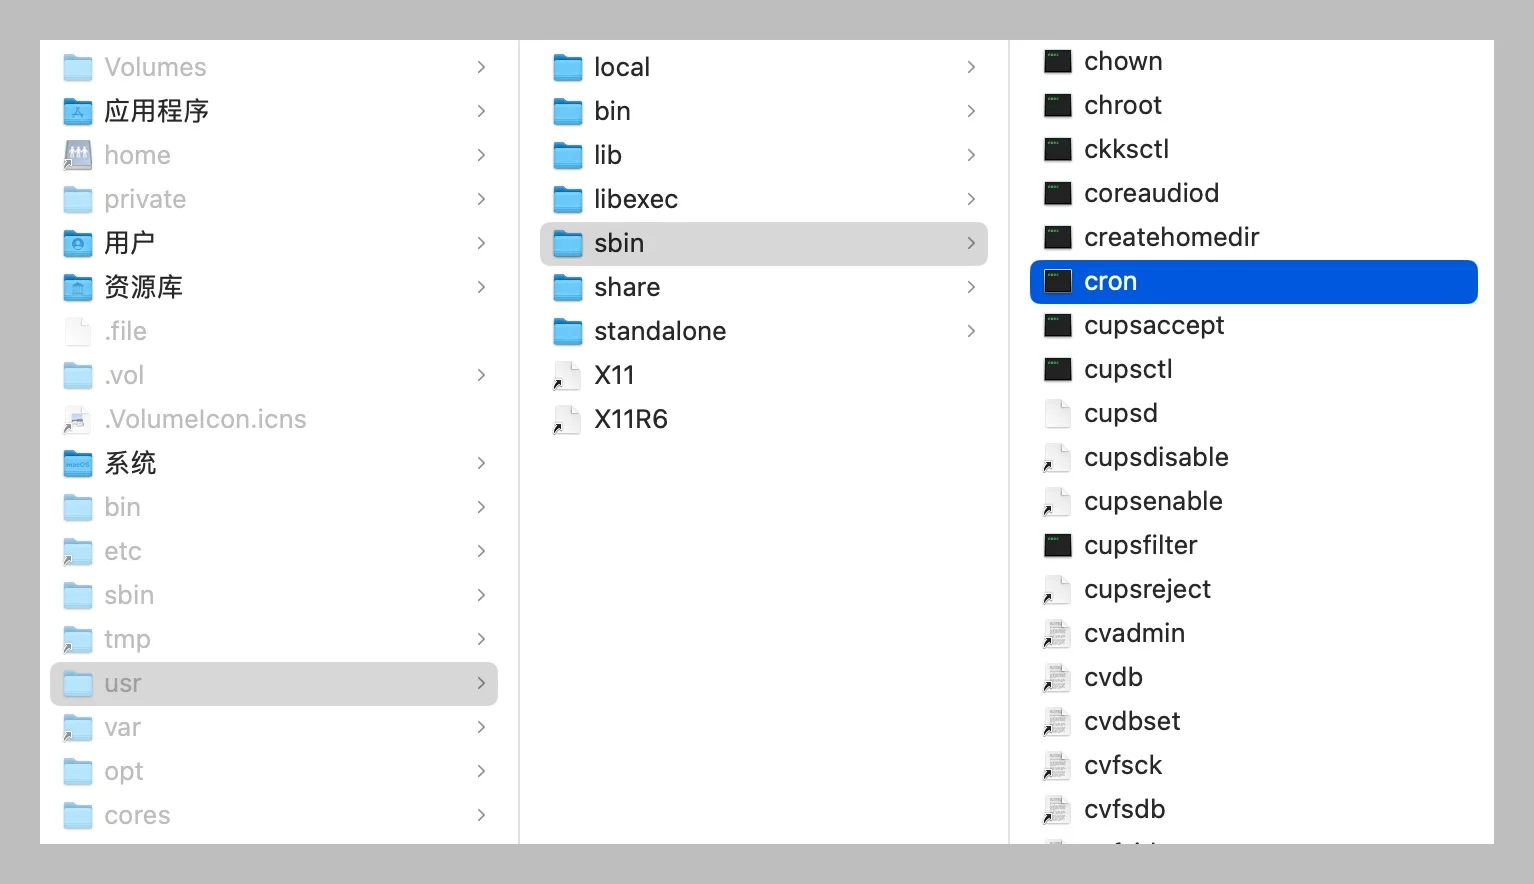 Volumes
应用程序
home
private
用户
资源库
.file
.vol
.VolumeIcon.icns
系统
bin
etc
sbin
tmp
usr
var
opt
cores
local
bin
lib
libexec
sbin
share
standalone
X11
X11R6
chown
chroot
ckksctl
coreaudiod
createhomedir
cron
cupsaccept
cupsctl
cupsd
cupsdisable
cupsenable
cupsfilter
cupsreject
cvadmin
cvdb
cvdbset
cvfsck
cvfsdb